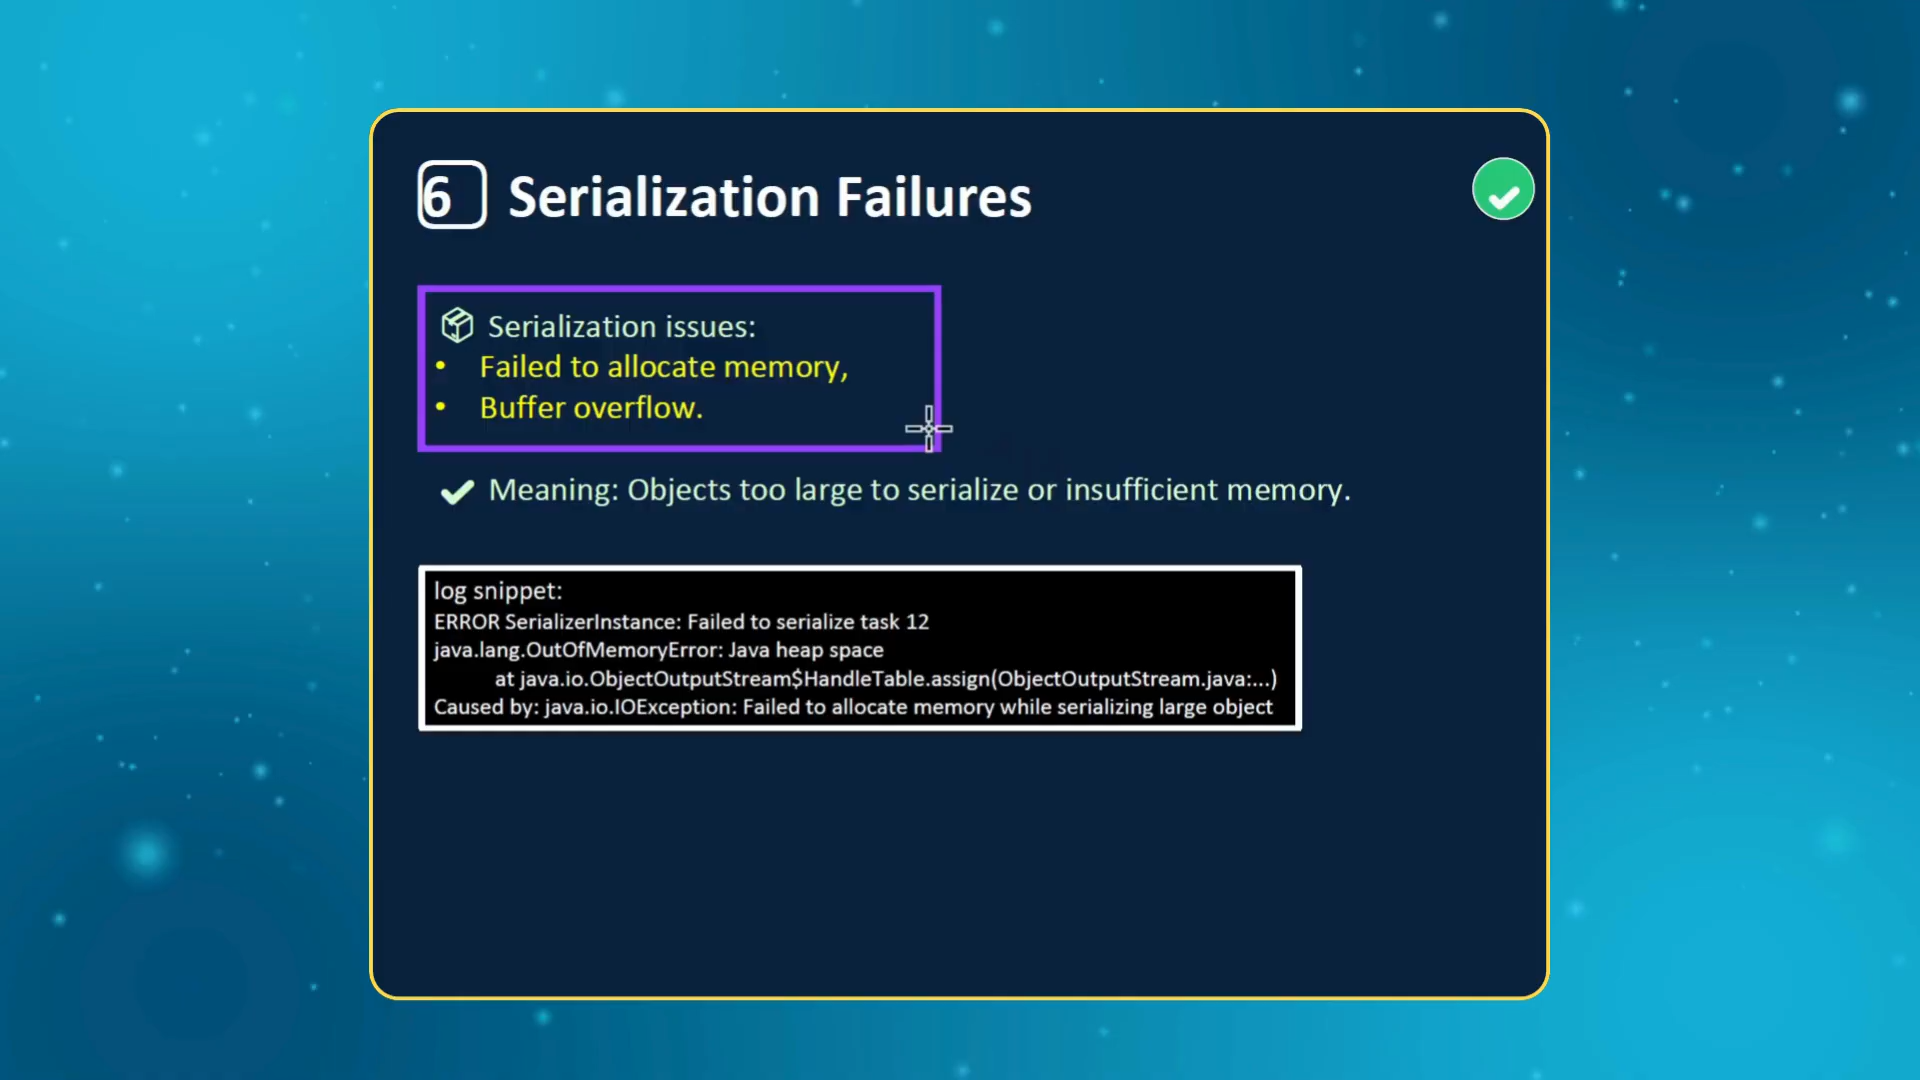 6 Serialization Failures
Serialization issues:
• Failed to allocate memory,
• Buffer overflow.
Meaning: Objects too large to serialize or insufficient memory.
log snippet:
ERROR SerializerInstance: Failed to serialize task 12
java.lang.OutOfMemoryError: Java heap space
at java.io.ObjectOutputStream$HandleTable.assign(ObjectOutputStream.java:...)
Caused by: java.io.IOException: Failed to allocate memory while serializing large object